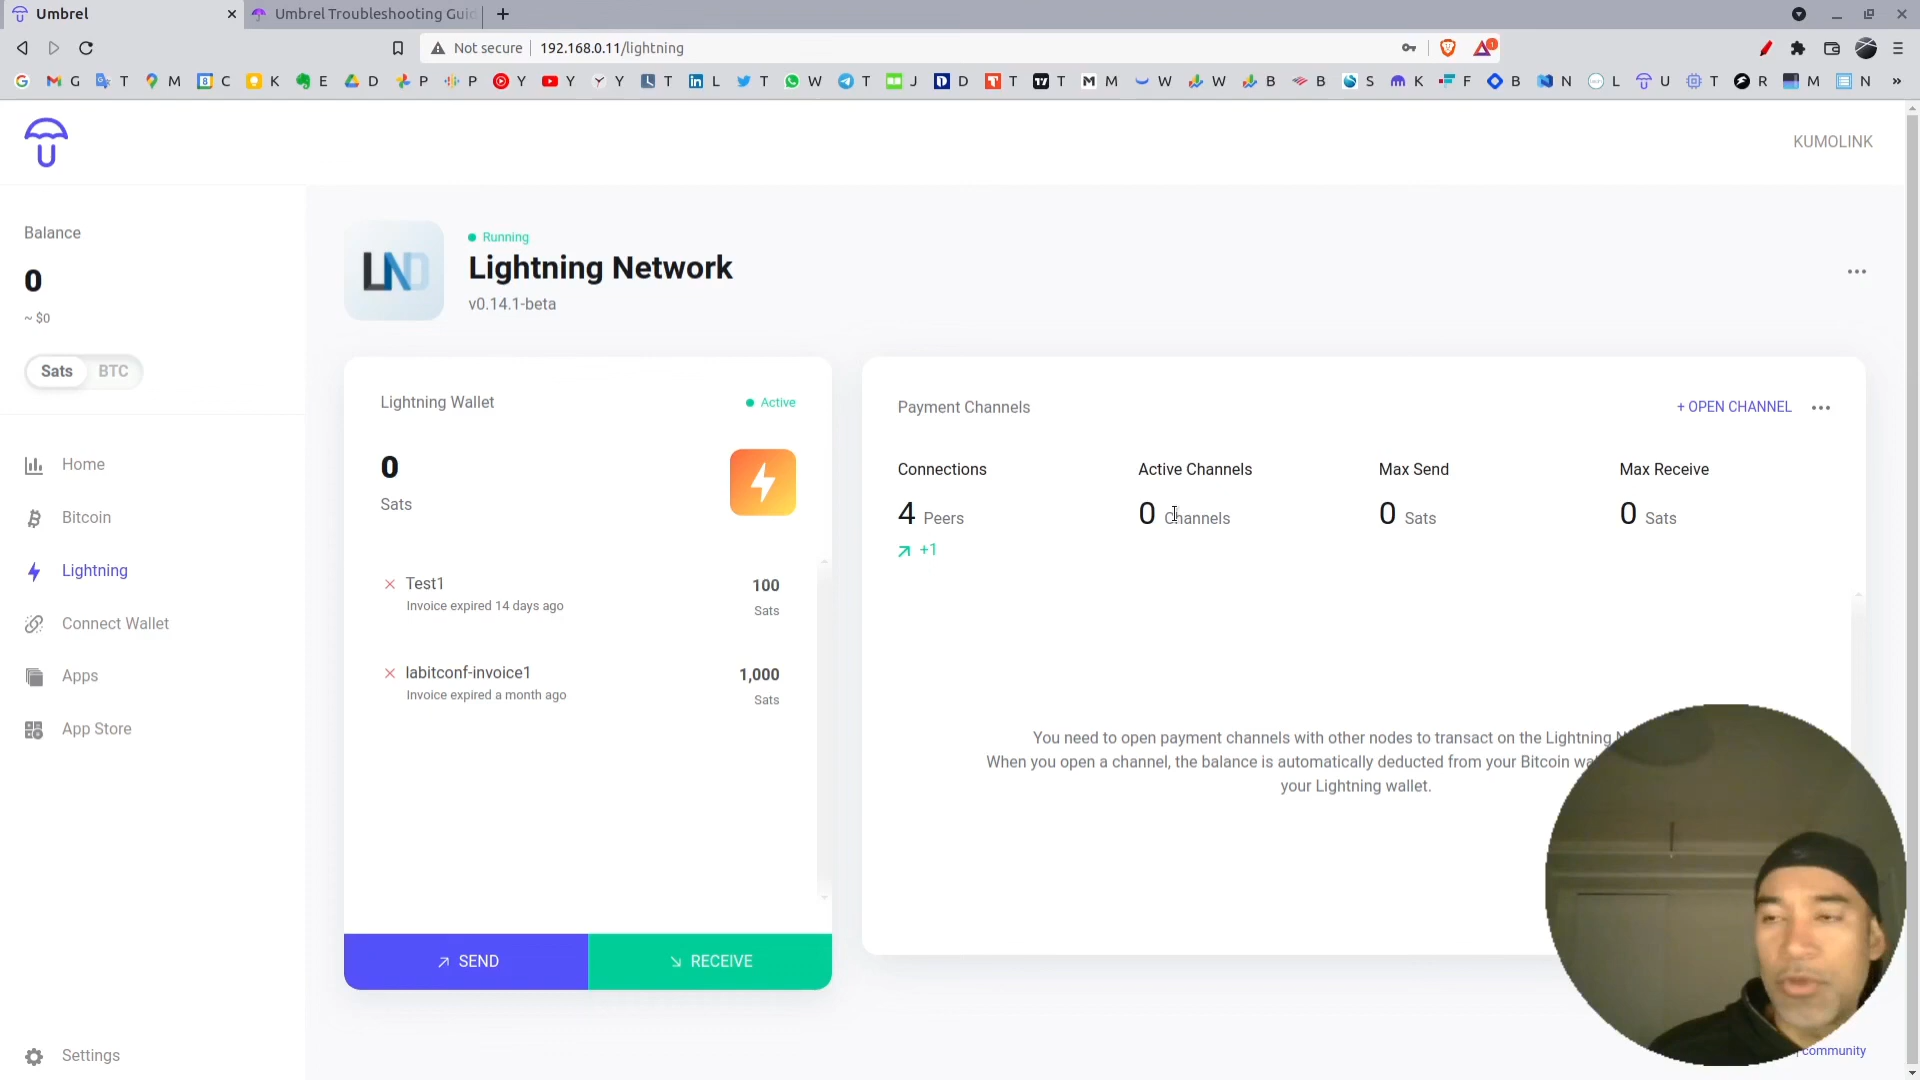 Umbrel
Umbrel Troubleshooting Guid
Not secure
192.168.0.11/lightning
G
G
T
M
C
K
E
D
P
P
Y
Y
Y
T
L
T
W
T
J
D
T
T
M
W
W
B
B
S
K
F
B
N
L
U
T
R
M
N
»
KUMOLINK
Balance
0
~ $0
Sats
BTC
Home
Bitcoin
Lightning
Connect Wallet
Apps
App Store
Settings
LND
Running
Lightning Network
v0.14.1-beta
Lightning Wallet
Active
0
Sats
Test1
100
Invoice expired 14 days ago
Sats
labitconf-invoice1
1,000
Invoice expired a month ago
Sats
SEND
RECEIVE
Payment Channels
+ OPEN CHANNEL
Connections
Active Channels
Max Send
Max Receive
4 Peers
0 Channels
0 Sats
0 Sats
+1
You need to open payment channels with other nodes to transact on the Lightning
When you open a channel, the balance is automatically deducted from your Bitcoin
your Lightning wallet.
community